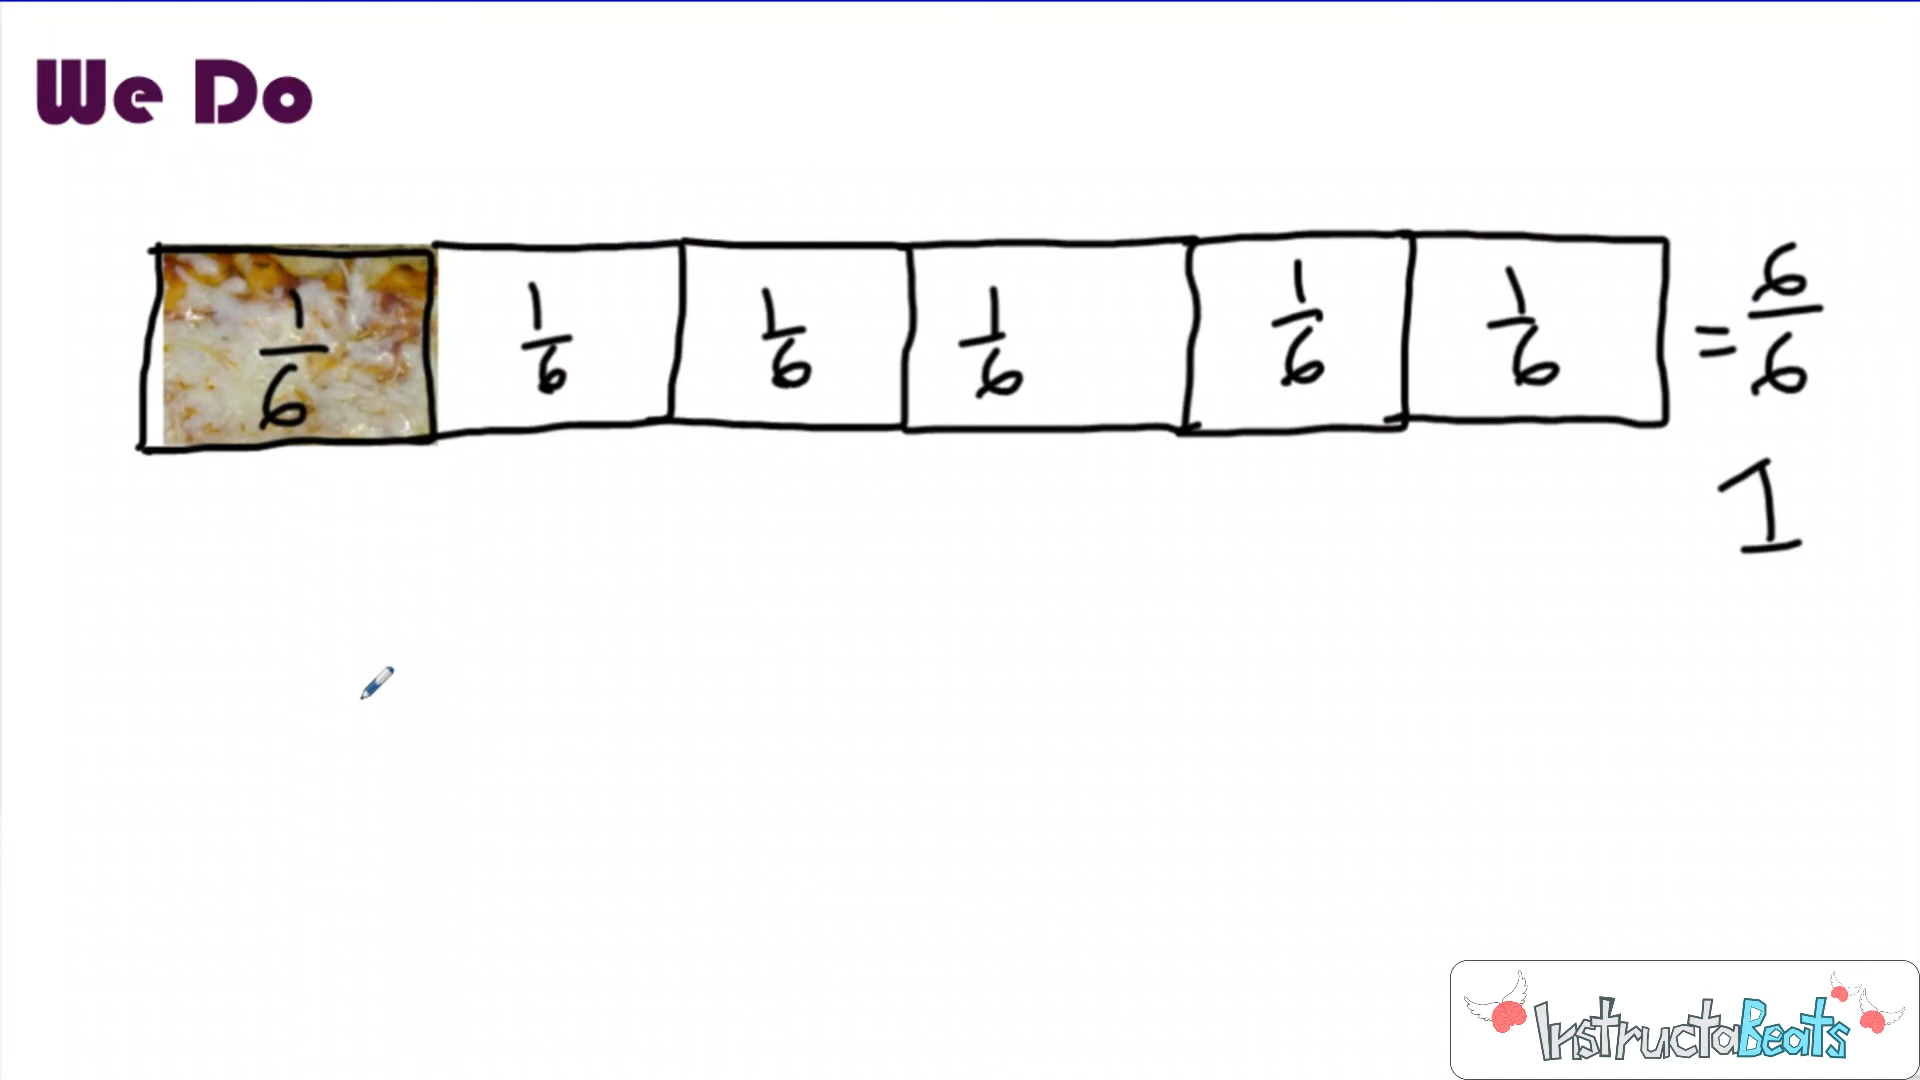 We Do
1/6 1/6 1/6 1/6 1/6 1/6 = 6/6
1
InstructaBeats